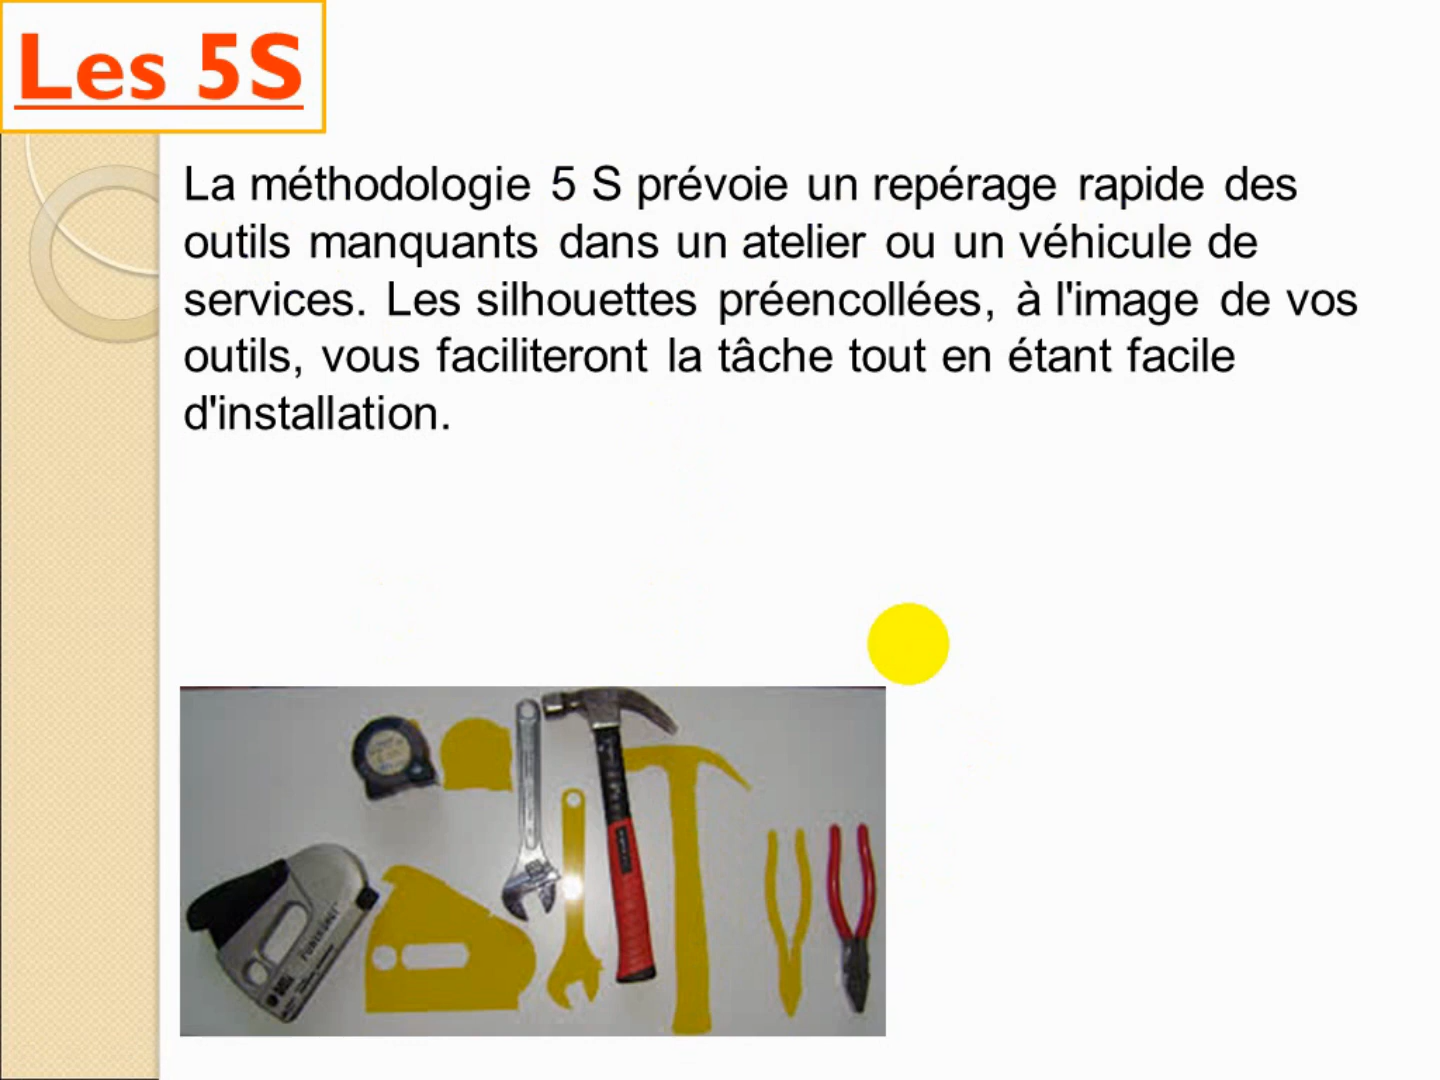 Les 5S
La méthodologie 5 S prévoie un repérage rapide des
outils manquants dans un atelier ou un véhicule de
services. Les silhouettes préencollées, à l'image de vos
outils, vous faciliteront la tâche tout en étant facile
d'installation.